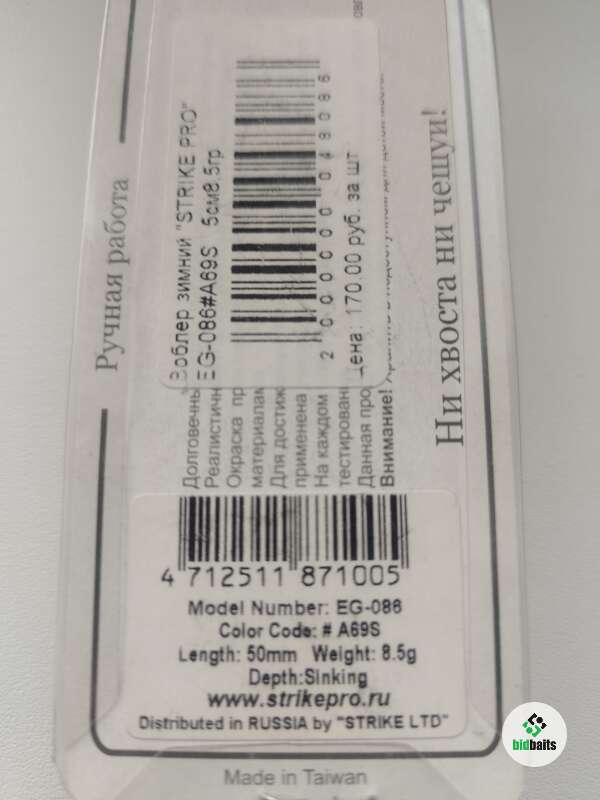 Ручная работа
Воблер зимний "STRIKE PRO"
EG-086#A69S 5см8.5гр
2 000000 048086
Цена: 170.00 руб. за шт
Ни хвоста ни чешуи!
Долговечны
Реалистичн
Окраска пр
материалам
Для достиж
применена
На каждом
тестирован
Данная про
Внимание!
4 712511 871005
Model Number: EG-086
Color Code: # A69S
Length: 50mm Weight: 8.5g
Depth:Sinking
www.strikepro.ru
Distributed in RUSSIA by "STRIKE LTD"
Made in Taiwan
bidbaits